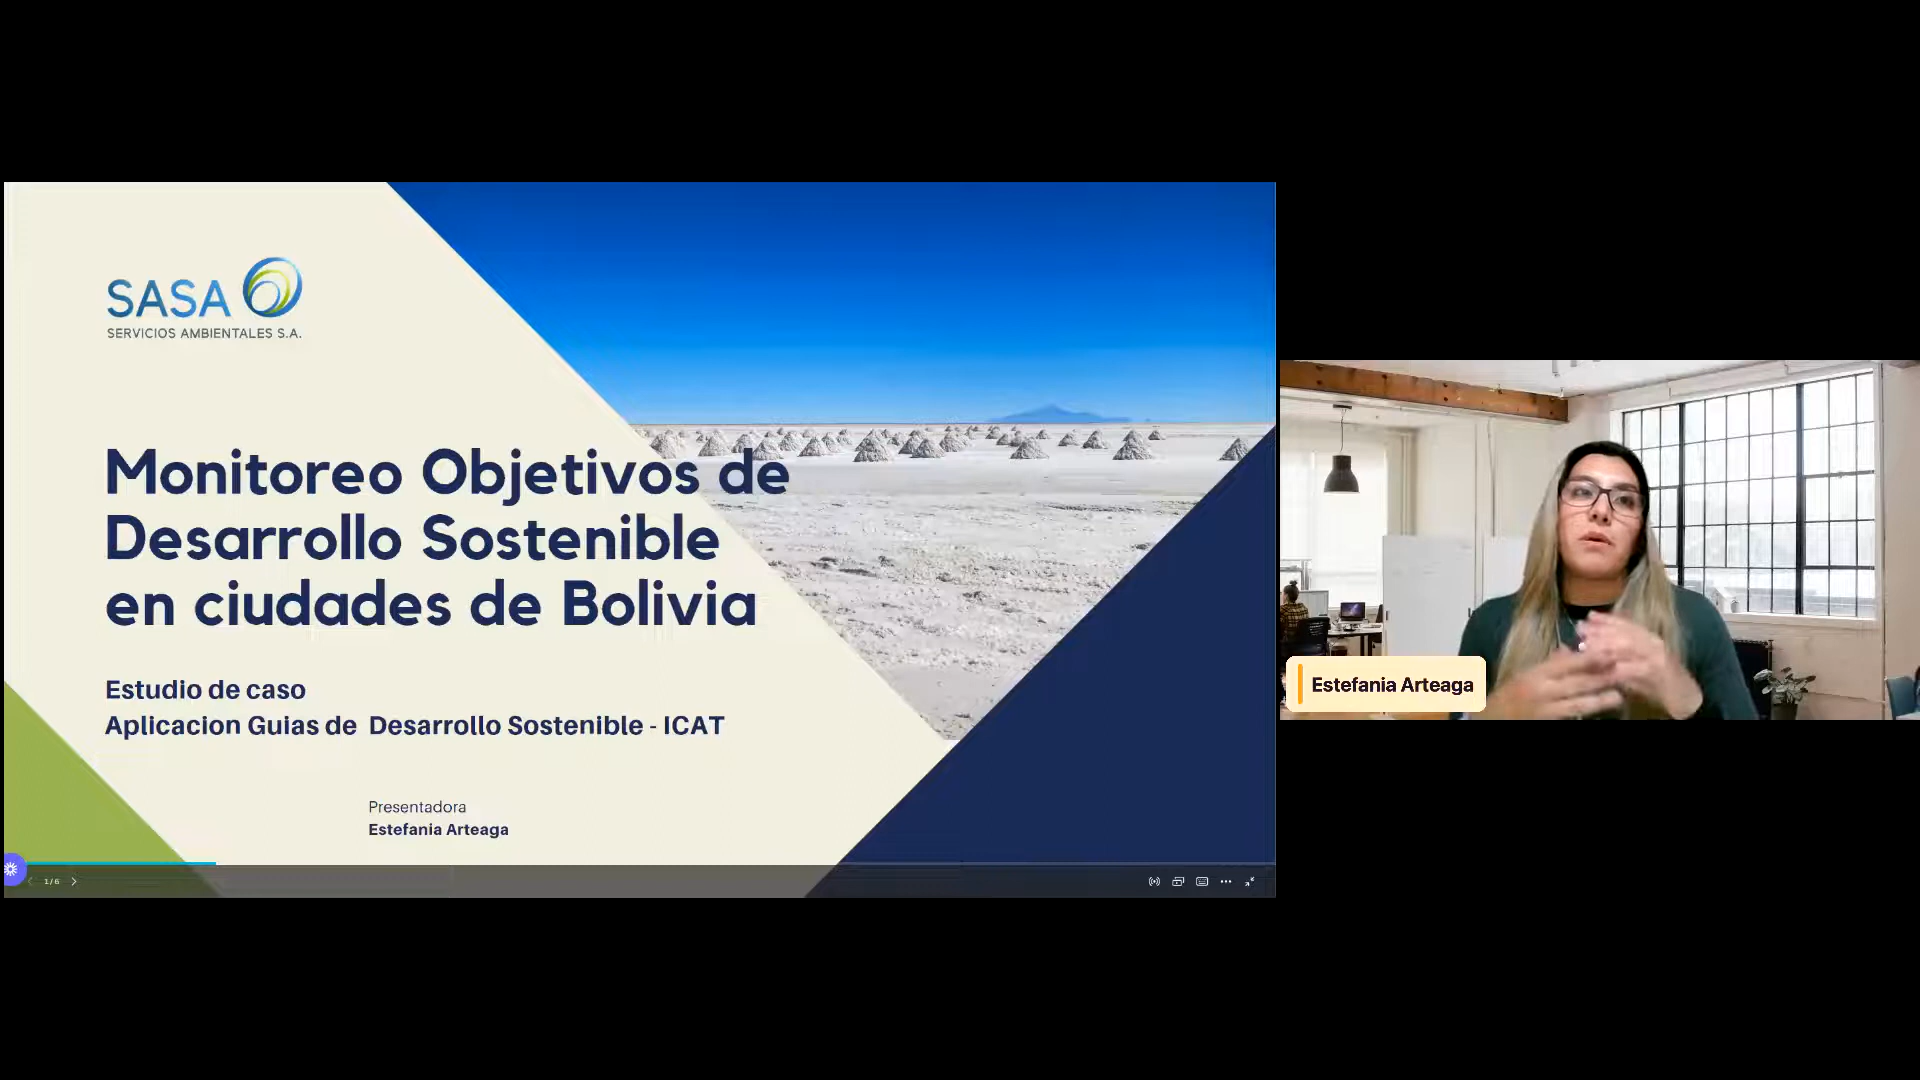 SASA
SERVICIOS AMBIENTALES S.A.
Monitoreo Objetivos de
Desarrollo Sostenible
en ciudades de Bolivia
Estudio de caso
Aplicacion Guias de Desarrollo Sostenible - ICAT
Presentadora
Estefania Arteaga
1/6
Estefania Arteaga